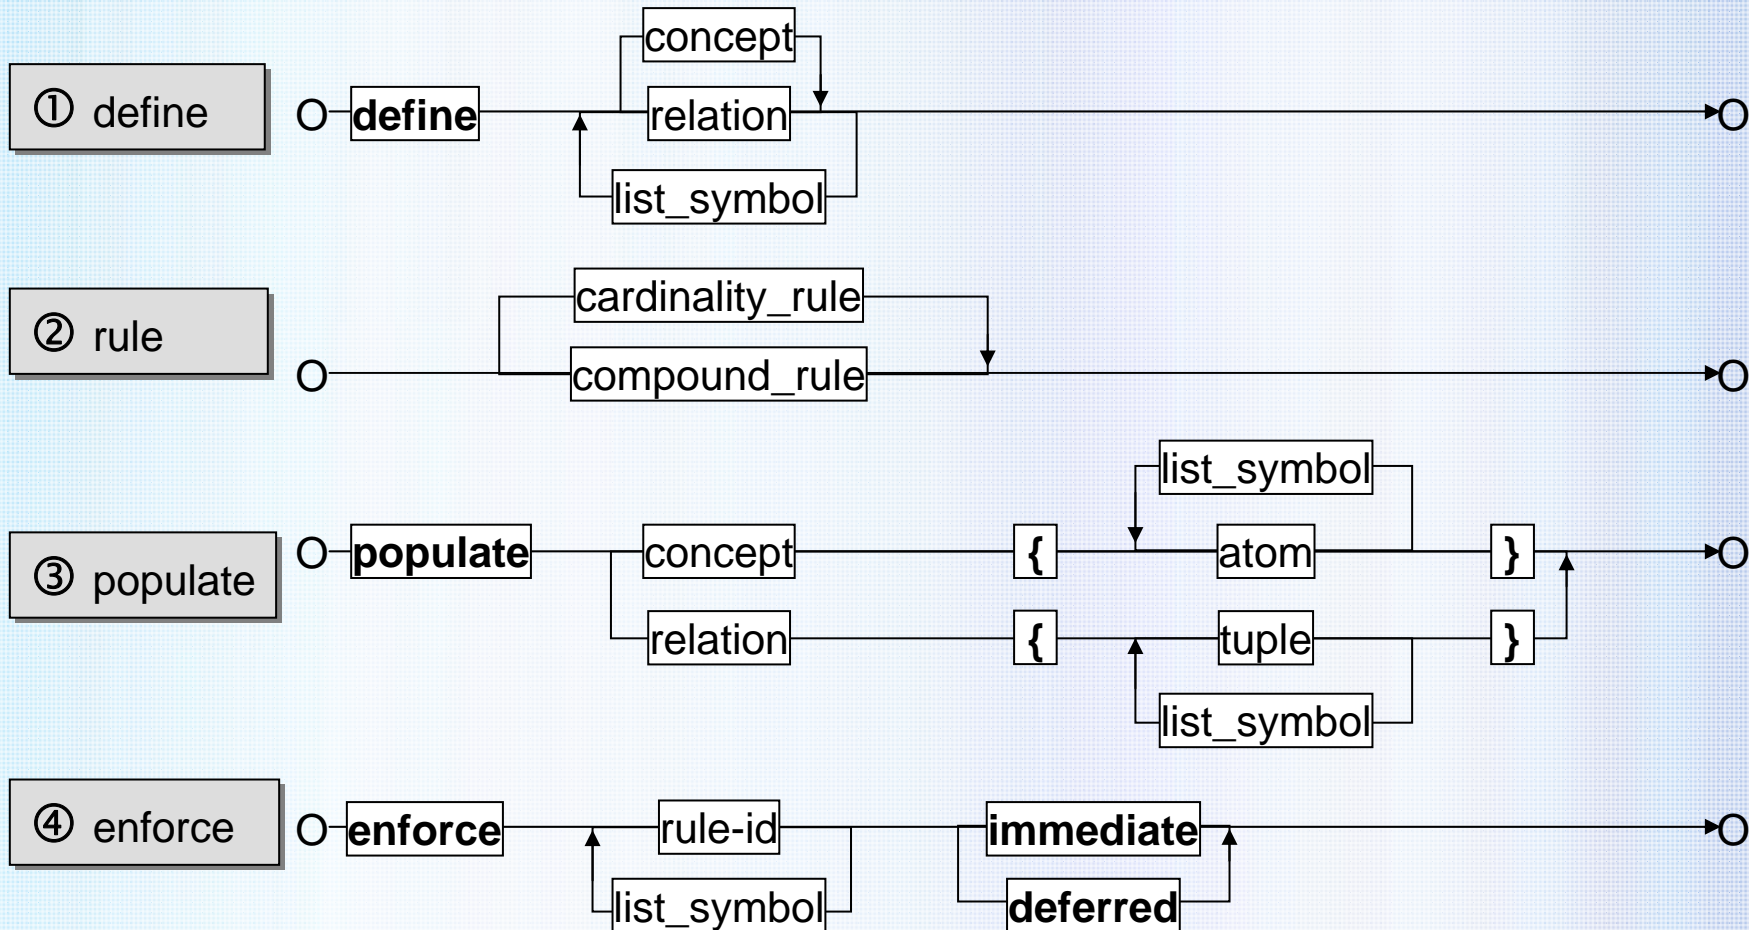 concept
① define O define relation O
list_symbol
cardinality_rule
② rule
O compound_rule O
list_symbol
O populate concept { atom } O
③ populate
relation { tuple }
list_symbol
④ enforce O enforce rule-id immediate O
list_symbol deferred